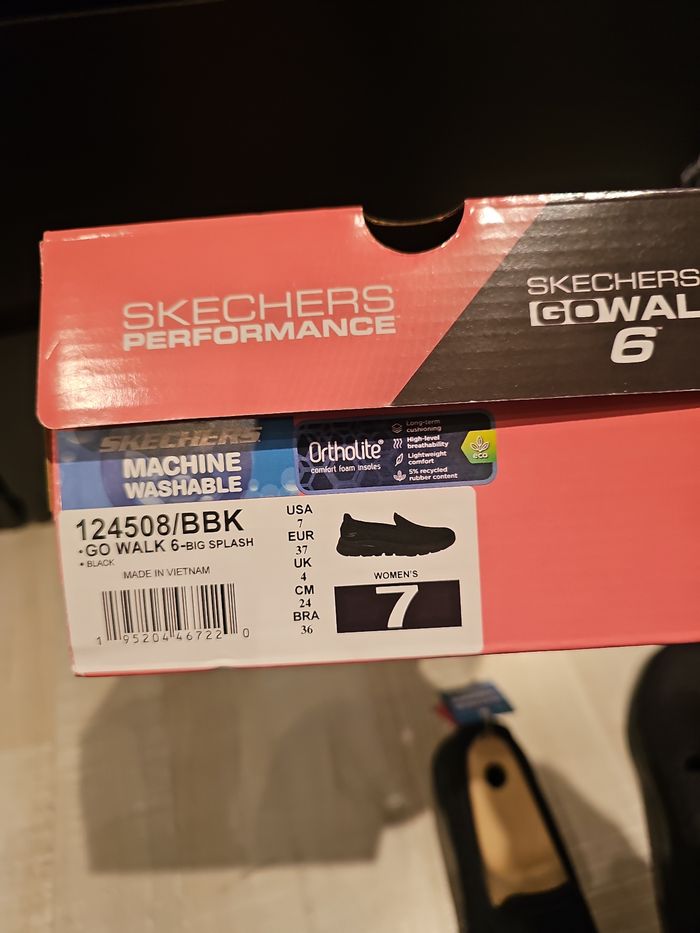 SKECHERS
PERFORMANCE™
SKECHERS
GOWAL
6™
SKECHERS
MACHINE
WASHABLE
Ortholite®
comfort foam insoles
Long-term
cushioning
High-level
breathability
Lightweight
comfort
5% recycled
rubber content
eco
124508/BBK
•GO WALK 6-BIG SPLASH
• BLACK
MADE IN VIETNAM
1 95204 46722 0
USA
7
EUR
37
UK
4
CM
24
BRA
36
WOMEN'S
7